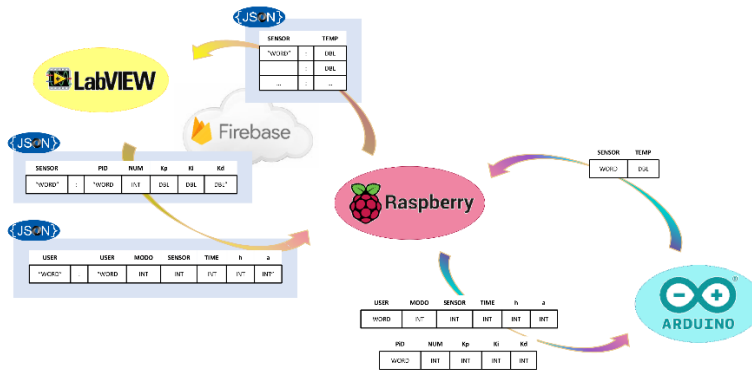 {JSON}
SENSOR TEMP
"WORD" : DBL
: DBL
... : ..
LabVIEW
Firebase
{JSON}
SENSOR PID NUM Kp Ki Kd
"WORD" : "WORD INT DBL DBL DBL"
{JSON}
USER USER MODO SENSOR TIME h a
"WORD" : "WORD INT INT INT INT INT"
Raspberry
SENSOR TEMP
WORD DBL
USER MODO SENSOR TIME h a
WORD INT INT INT INT INT
PID NUM Kp Ki Kd
WORD INT INT INT INT
ARDUINO